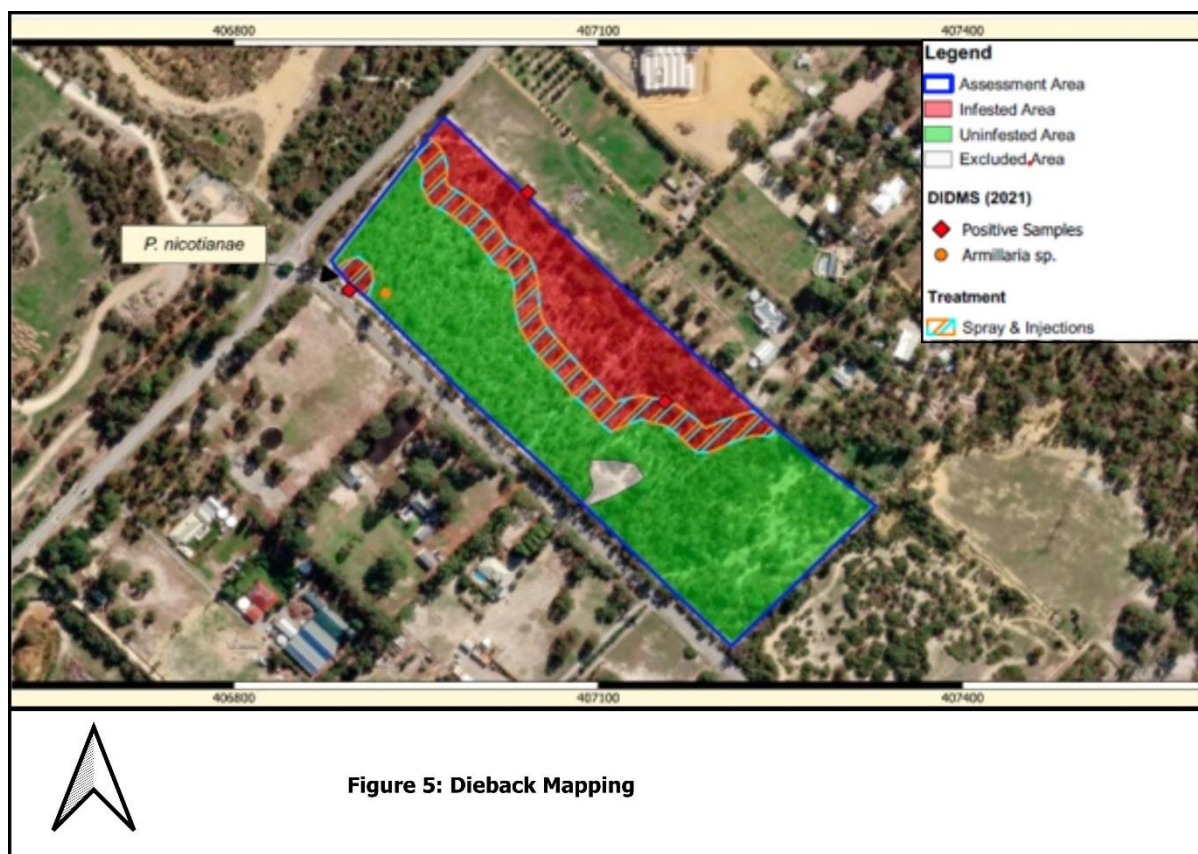 406800 407100 407400
Legend
Assessment Area
Infested Area
Uninfested Area
Excluded Area
DIDMS (2021)
Positive Samples
Armillaria sp.
Treatment
Spray & Injections
P. nicotianae
406800 407100 407400
Figure 5: Dieback Mapping